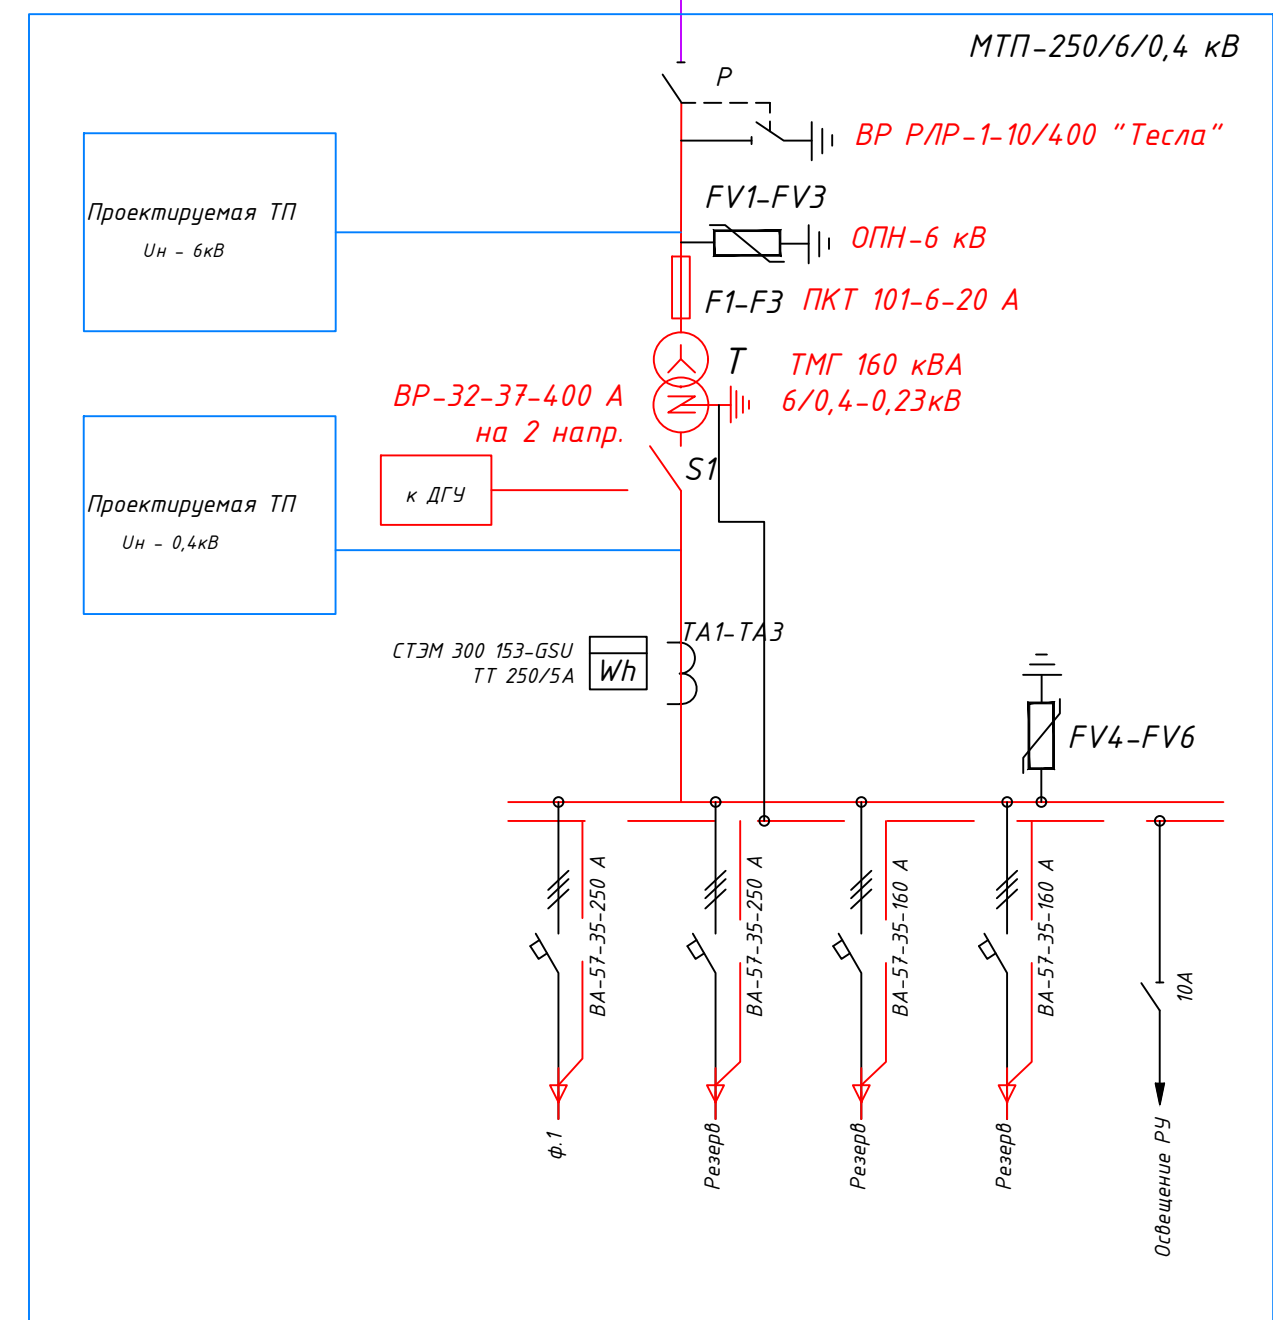 МТП-250/6/0,4 кВ
Р
ВР РЛР-1-10/400 "Тесла"
FV1-FV3
Проектируемая ТП
Uн - 6кВ
ОПН-6 кВ
F1-F3
ПКТ 101-6-20 А
Т
ТМГ 160 кВА
6/0,4-0,23кВ
ВР-32-37-400 А
на 2 напр.
S1
к ДГУ
Проектируемая ТП
Uн - 0,4кВ
ТА1-ТА3
СТЭМ 300 153-GSU
ТТ 250/5А
Wh
FV4-FV6
ВА-57-35-250 А
ВА-57-35-250 А
ВА-57-35-160 А
ВА-57-35-160 А
10А
ф.1
Резерв
Резерв
Резерв
Освещение РУ